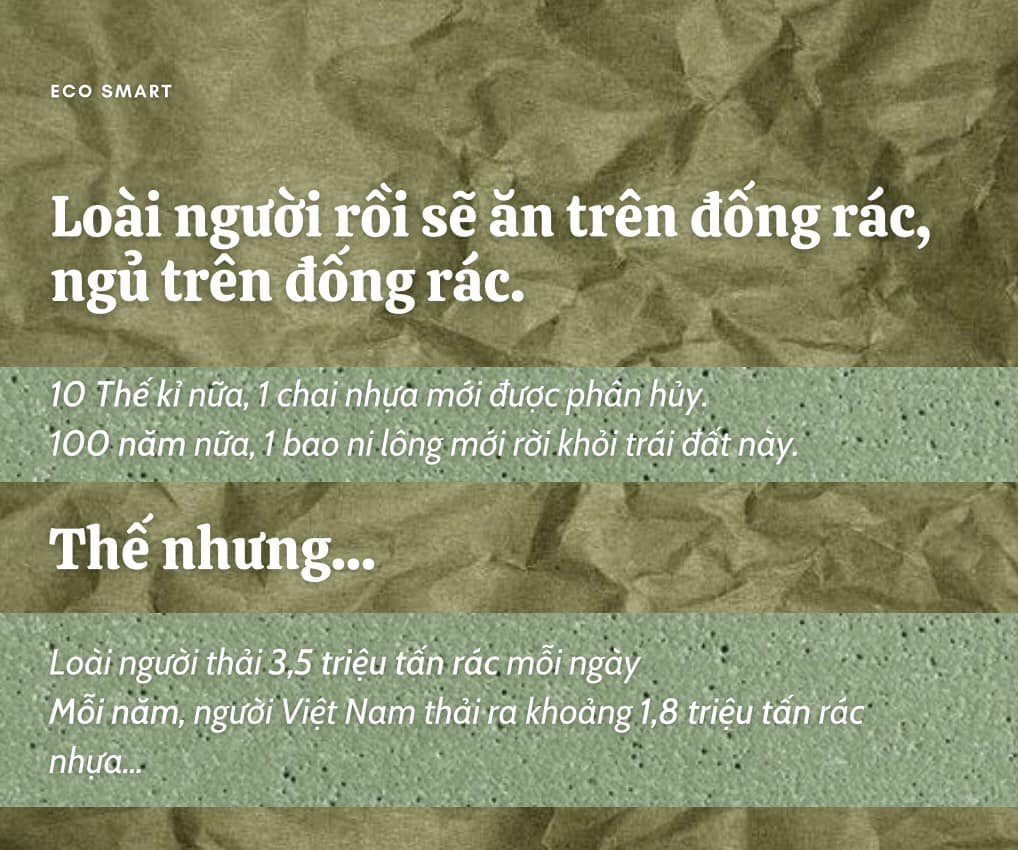 ECO SMART
Loài người rồi sẽ ăn trên đống rác,
ngủ trên đống rác.
10 Thế kỉ nữa, 1 chai nhựa mới được phân hủy.
100 năm nữa, 1 bao ni lông mới rời khỏi trái đất này.
Thế nhưng...
Loài người thải 3,5 triệu tấn rác mỗi ngày
Mỗi năm, người Việt Nam thải ra khoảng 1,8 triệu tấn rác
nhựa...